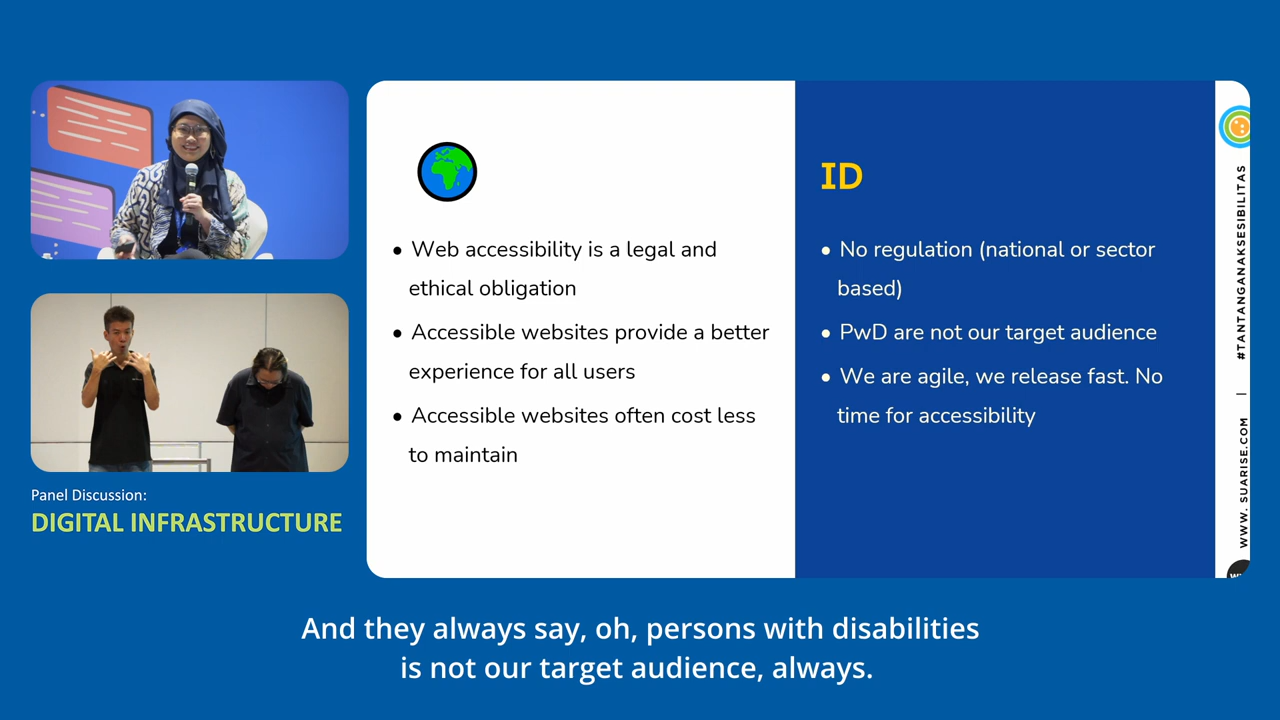 Panel Discussion:
DIGITAL INFRASTRUCTURE
• Web accessibility is a legal and
ethical obligation
• Accessible websites provide a better
experience for all users
• Accessible websites often cost less
to maintain
ID
• No regulation (national or sector
based)
• PwD are not our target audience
• We are agile, we release fast. No
time for accessibility
WWW. SUARISE.COM | #TANTANGANAKSESIBILITAS
And they always say, oh, persons with disabilities
is not our target audience, always.